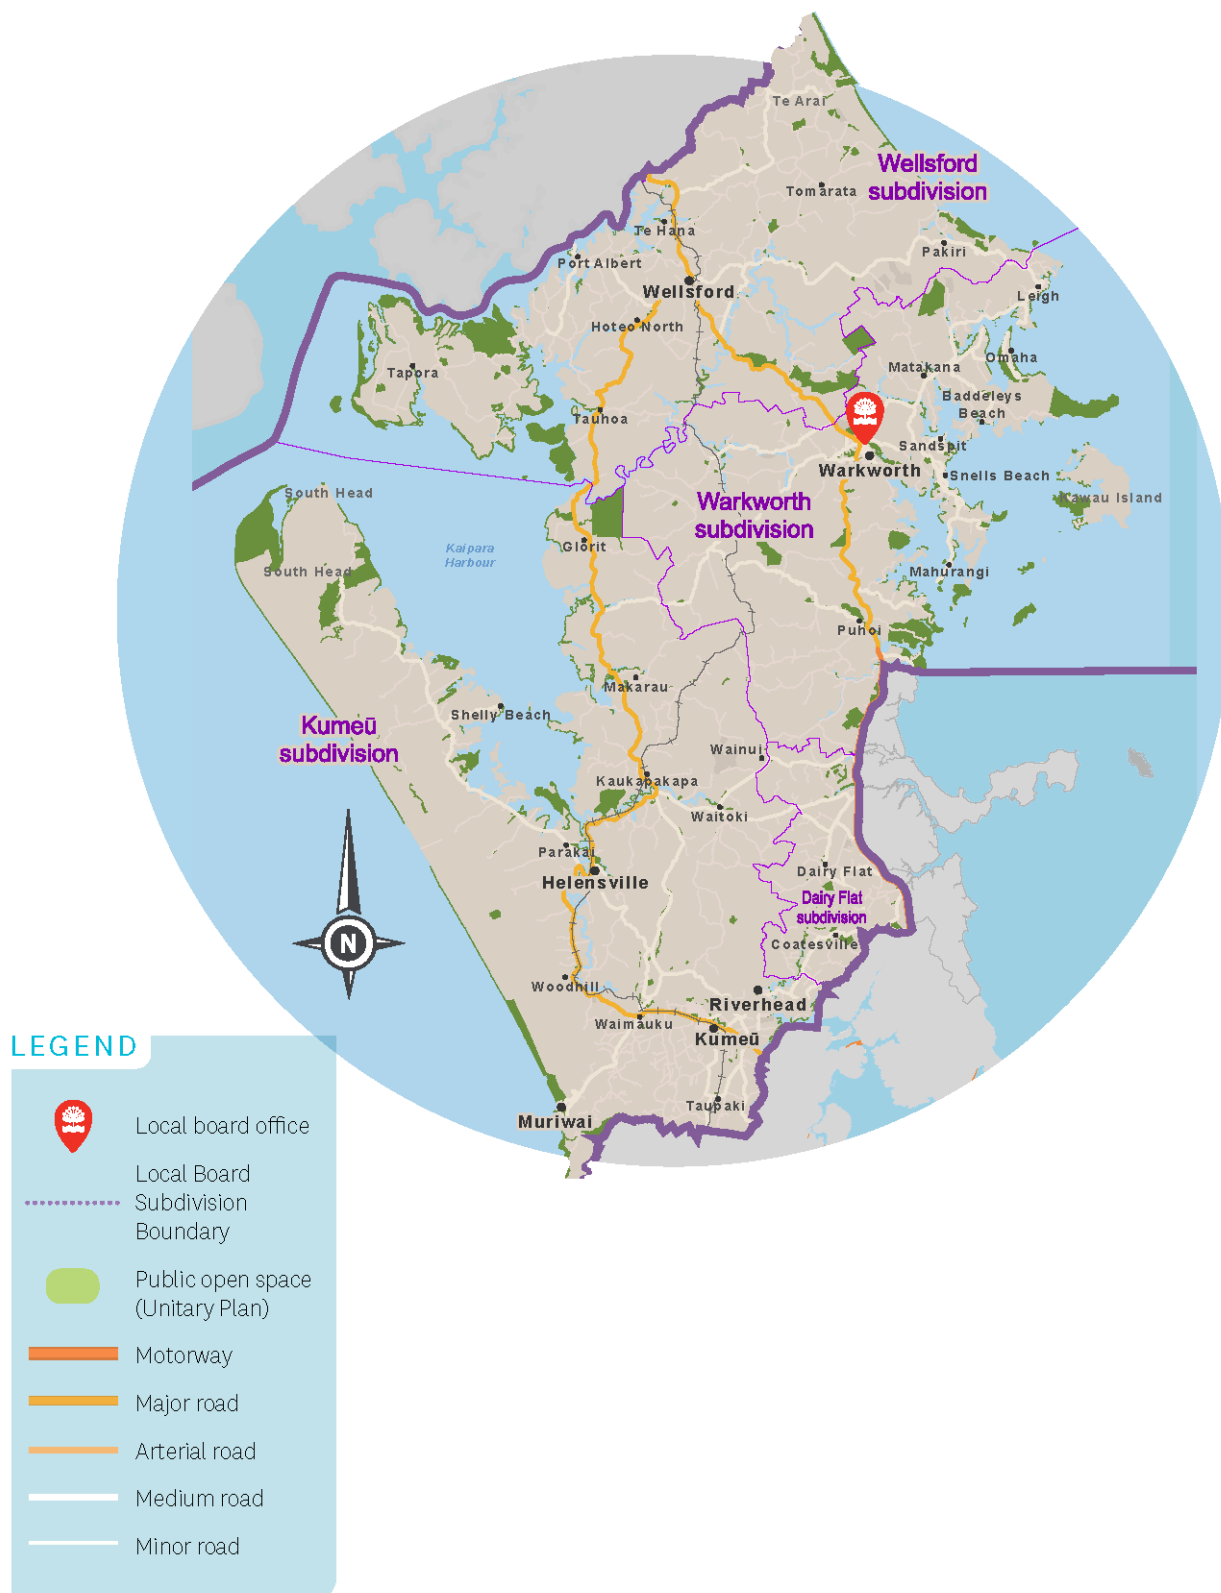 Te Arai
Wellsford
subdivision
Tomarata
Te Hana
Pakiri
Port Albert
Wellsford
Leigh
Hoteo North
Omaha
Matakana
Tapora
Baddeleys
Beach
Tauhoa
Sandspit
Warkworth
Snells Beach
South Head
Warkworth
subdivision
Kawau Island
Glorit
Kaipara
Harbour
South Head
Mahurangi
Puhoi
Makarau
Shelly Beach
Kumeū
subdivision
Wainui
Kaukapakapa
Waitoki
Parakai
Dairy Flat
Helensville
Dairy Flat
subdivision
Coatesville
N
Woodhill
Riverhead
Waimauku
Kumeū
Taupaki
Muriwai
LEGEND
Local board office
Local Board
Subdivision
Boundary
Public open space
(Unitary Plan)
Motorway
Major road
Arterial road
Medium road
Minor road